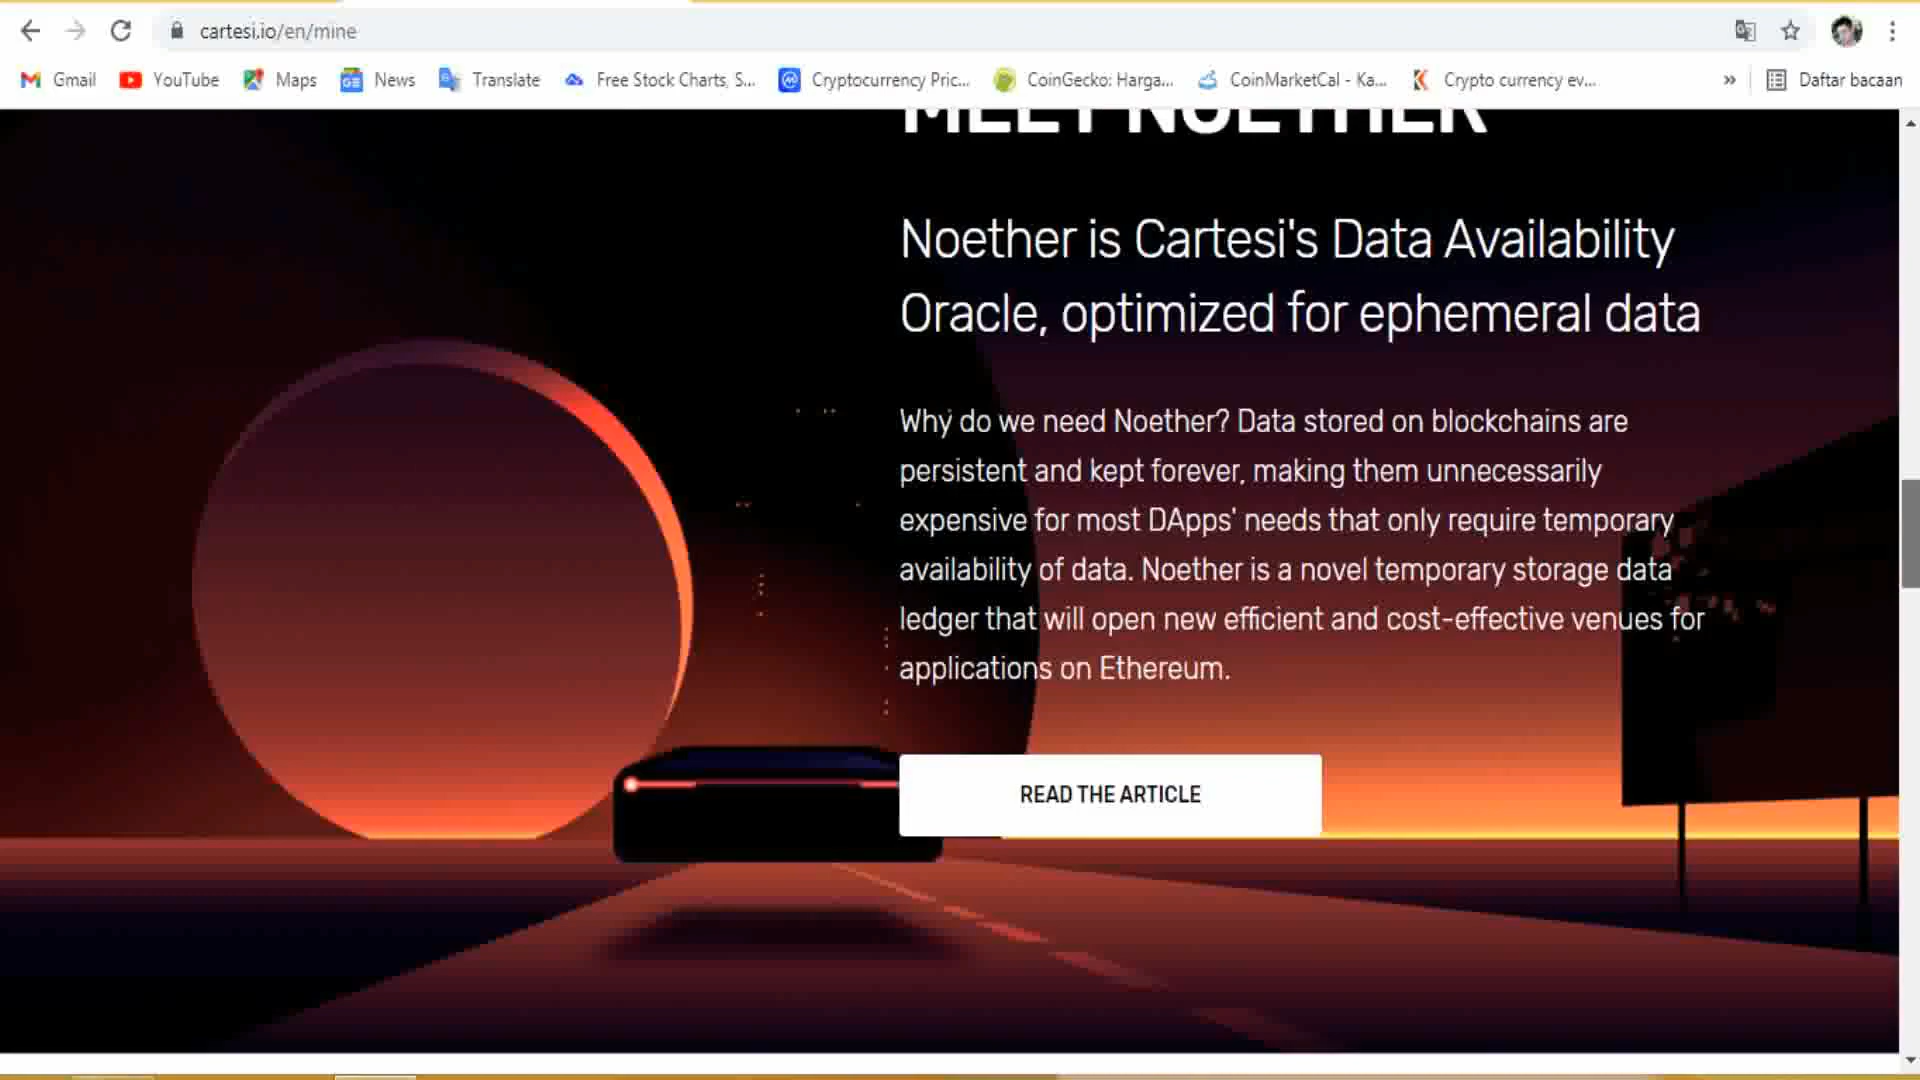 cartesi.io/en/mine
Gmail
YouTube
Maps
News
Translate
Free Stock Charts, S...
Cryptocurrency Pric...
CoinGecko: Harga...
CoinMarketCal - Ka...
Crypto currency ev...
»
Daftar bacaan
MEET NOETHER
Noether is Cartesi's Data Availability
Oracle, optimized for ephemeral data
Why do we need Noether? Data stored on blockchains are
persistent and kept forever, making them unnecessarily
expensive for most DApps' needs that only require temporary
availability of data. Noether is a novel temporary storage data
ledger that will open new efficient and cost-effective venues for
applications on Ethereum.
READ THE ARTICLE